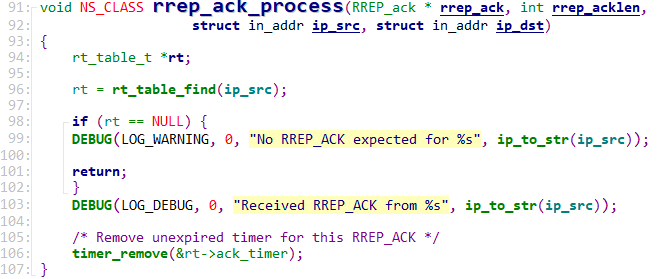 91: void NS_CLASS rrep_ack_process(RREP_ack * rrep_ack, int rrep_acklen,
92: struct in_addr ip_src, struct in_addr ip_dst)
93: {
94: rt_table_t *rt;
95:
96: rt = rt_table_find(ip_src);
97:
98: if (rt == NULL) {
99: DEBUG(LOG_WARNING, 0, "No RREP_ACK expected for %s", ip_to_str(ip_src));
100:
101: return;
102: }
103: DEBUG(LOG_DEBUG, 0, "Received RREP_ACK from %s", ip_to_str(ip_src));
104:
105: /* Remove unexpired timer for this RREP_ACK */
106: timer_remove(&rt->ack_timer);
107: }